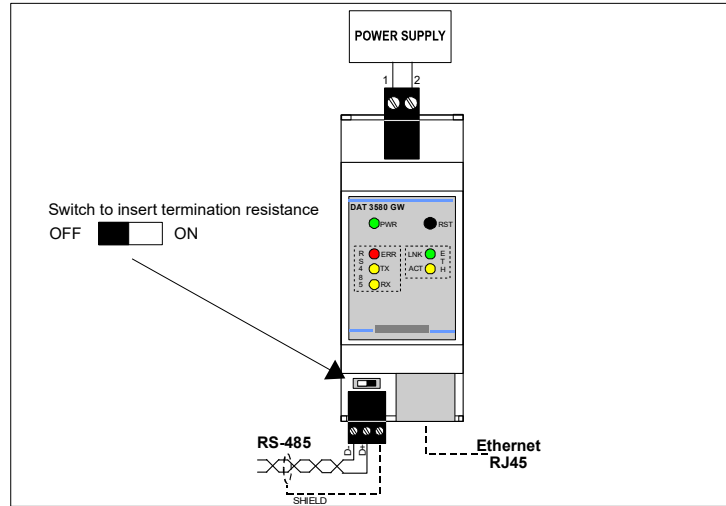 POWER SUPPLY
1 2
DAT 3580 GW
PWR RST
Switch to insert termination resistance
OFF ON
RS485
ERR
TX
RX
LNK
ACT
ETH
RS-485
D-
D+
Ethernet
RJ45
SHIELD